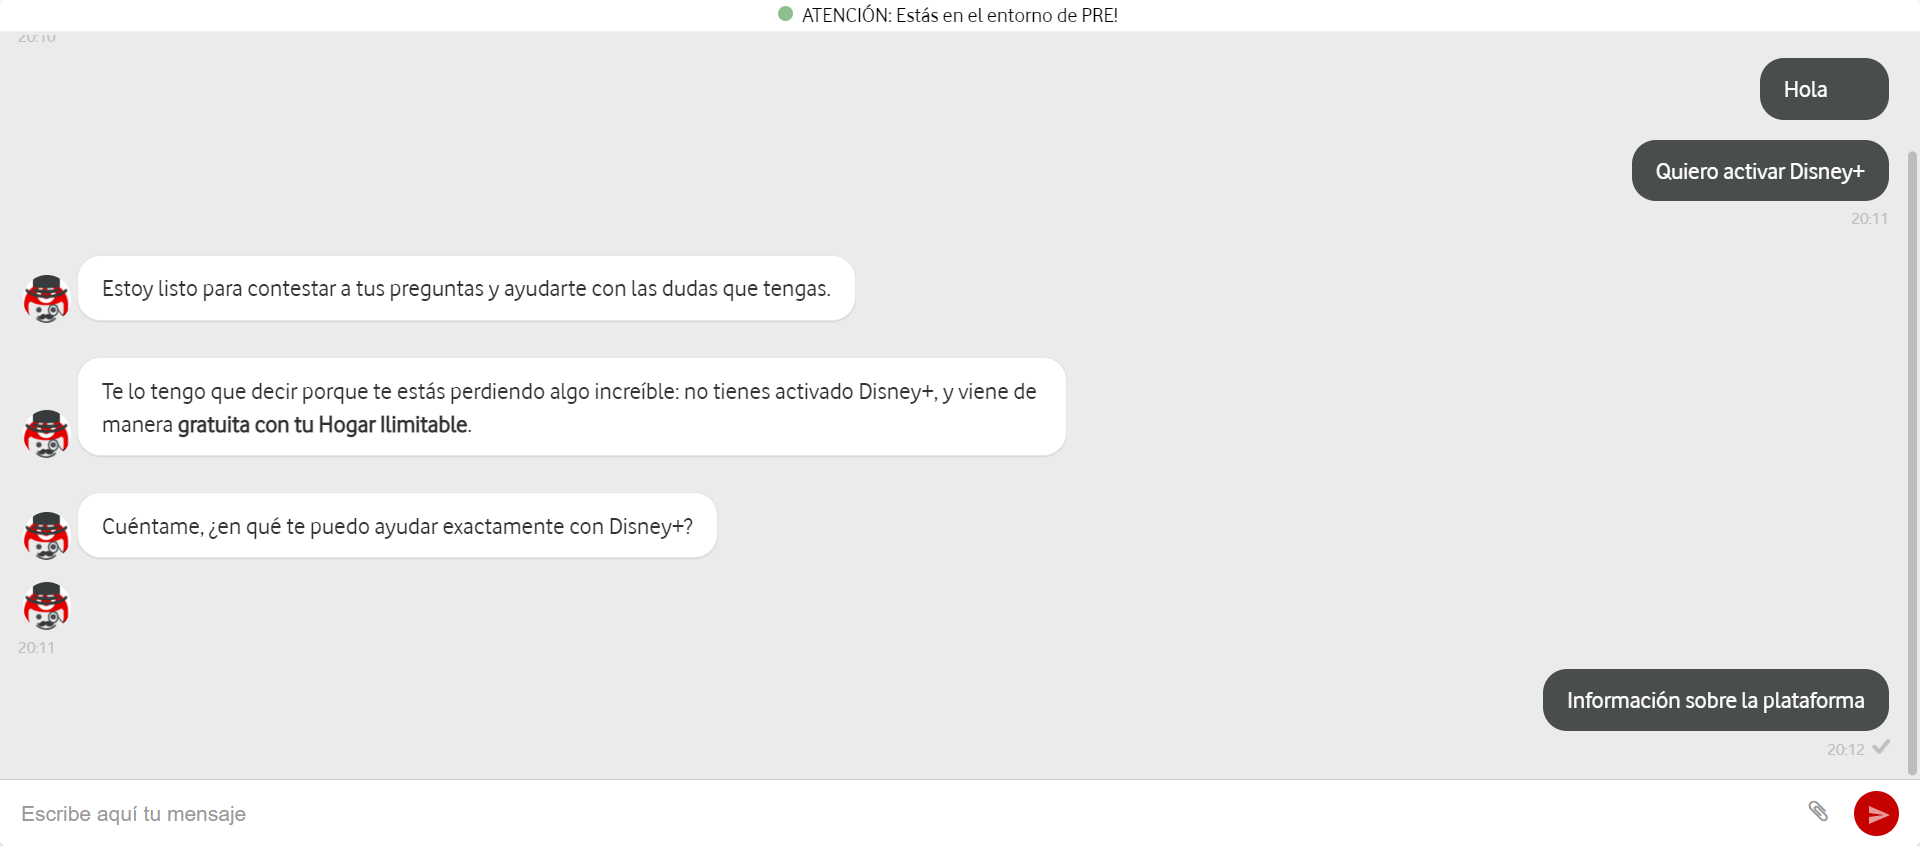 ATENCIÓN: Estás en el entorno de PRE!
20:10
Hola
Quiero activar Disney+
20:11
Estoy listo para contestar a tus preguntas y ayudarte con las dudas que tengas.
Te lo tengo que decir porque te estás perdiendo algo increíble: no tienes activado Disney+, y viene de
manera gratuita con tu Hogar Ilimitable.
Cuéntame, ¿en qué te puedo ayudar exactamente con Disney+?
20:11
Información sobre la plataforma
20:12
Escribe aquí tu mensaje